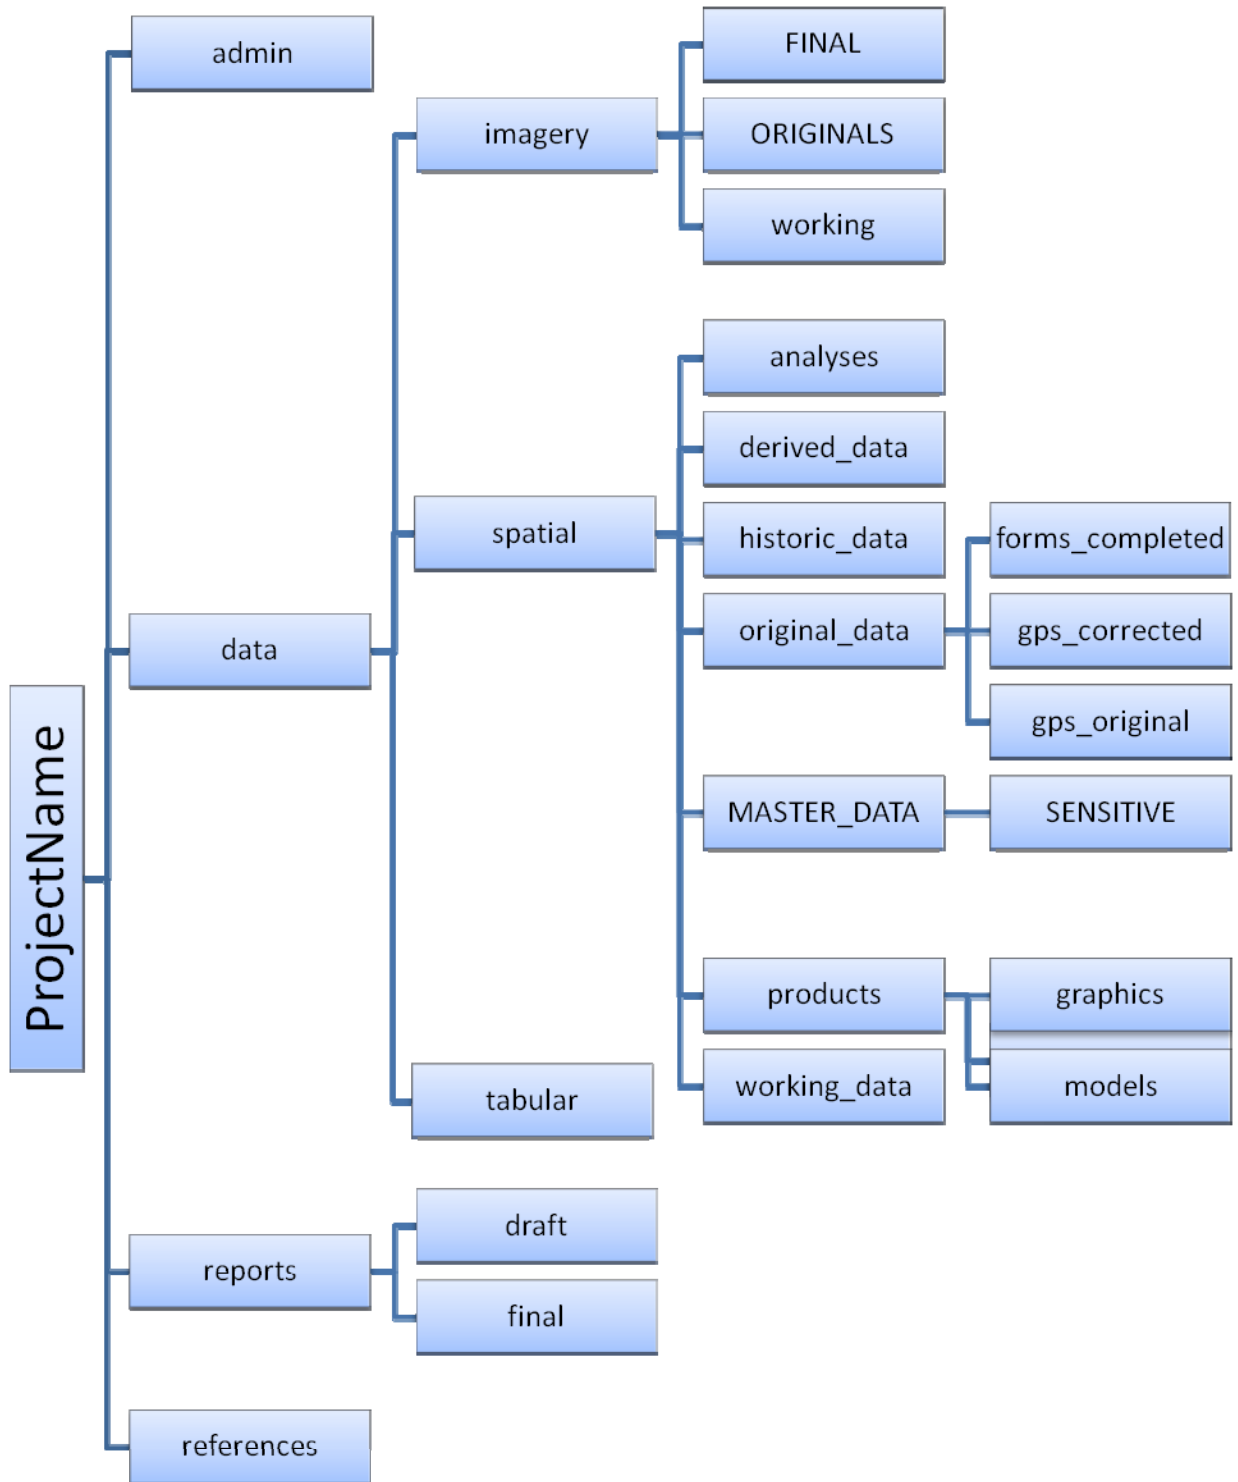 ProjectName
admin
data
imagery
FINAL
ORIGINALS
working
spatial
analyses
derived_data
historic_data
original_data
forms_completed
gps_corrected
gps_original
MASTER_DATA
SENSITIVE
products
graphics
models
working_data
tabular
reports
draft
final
references